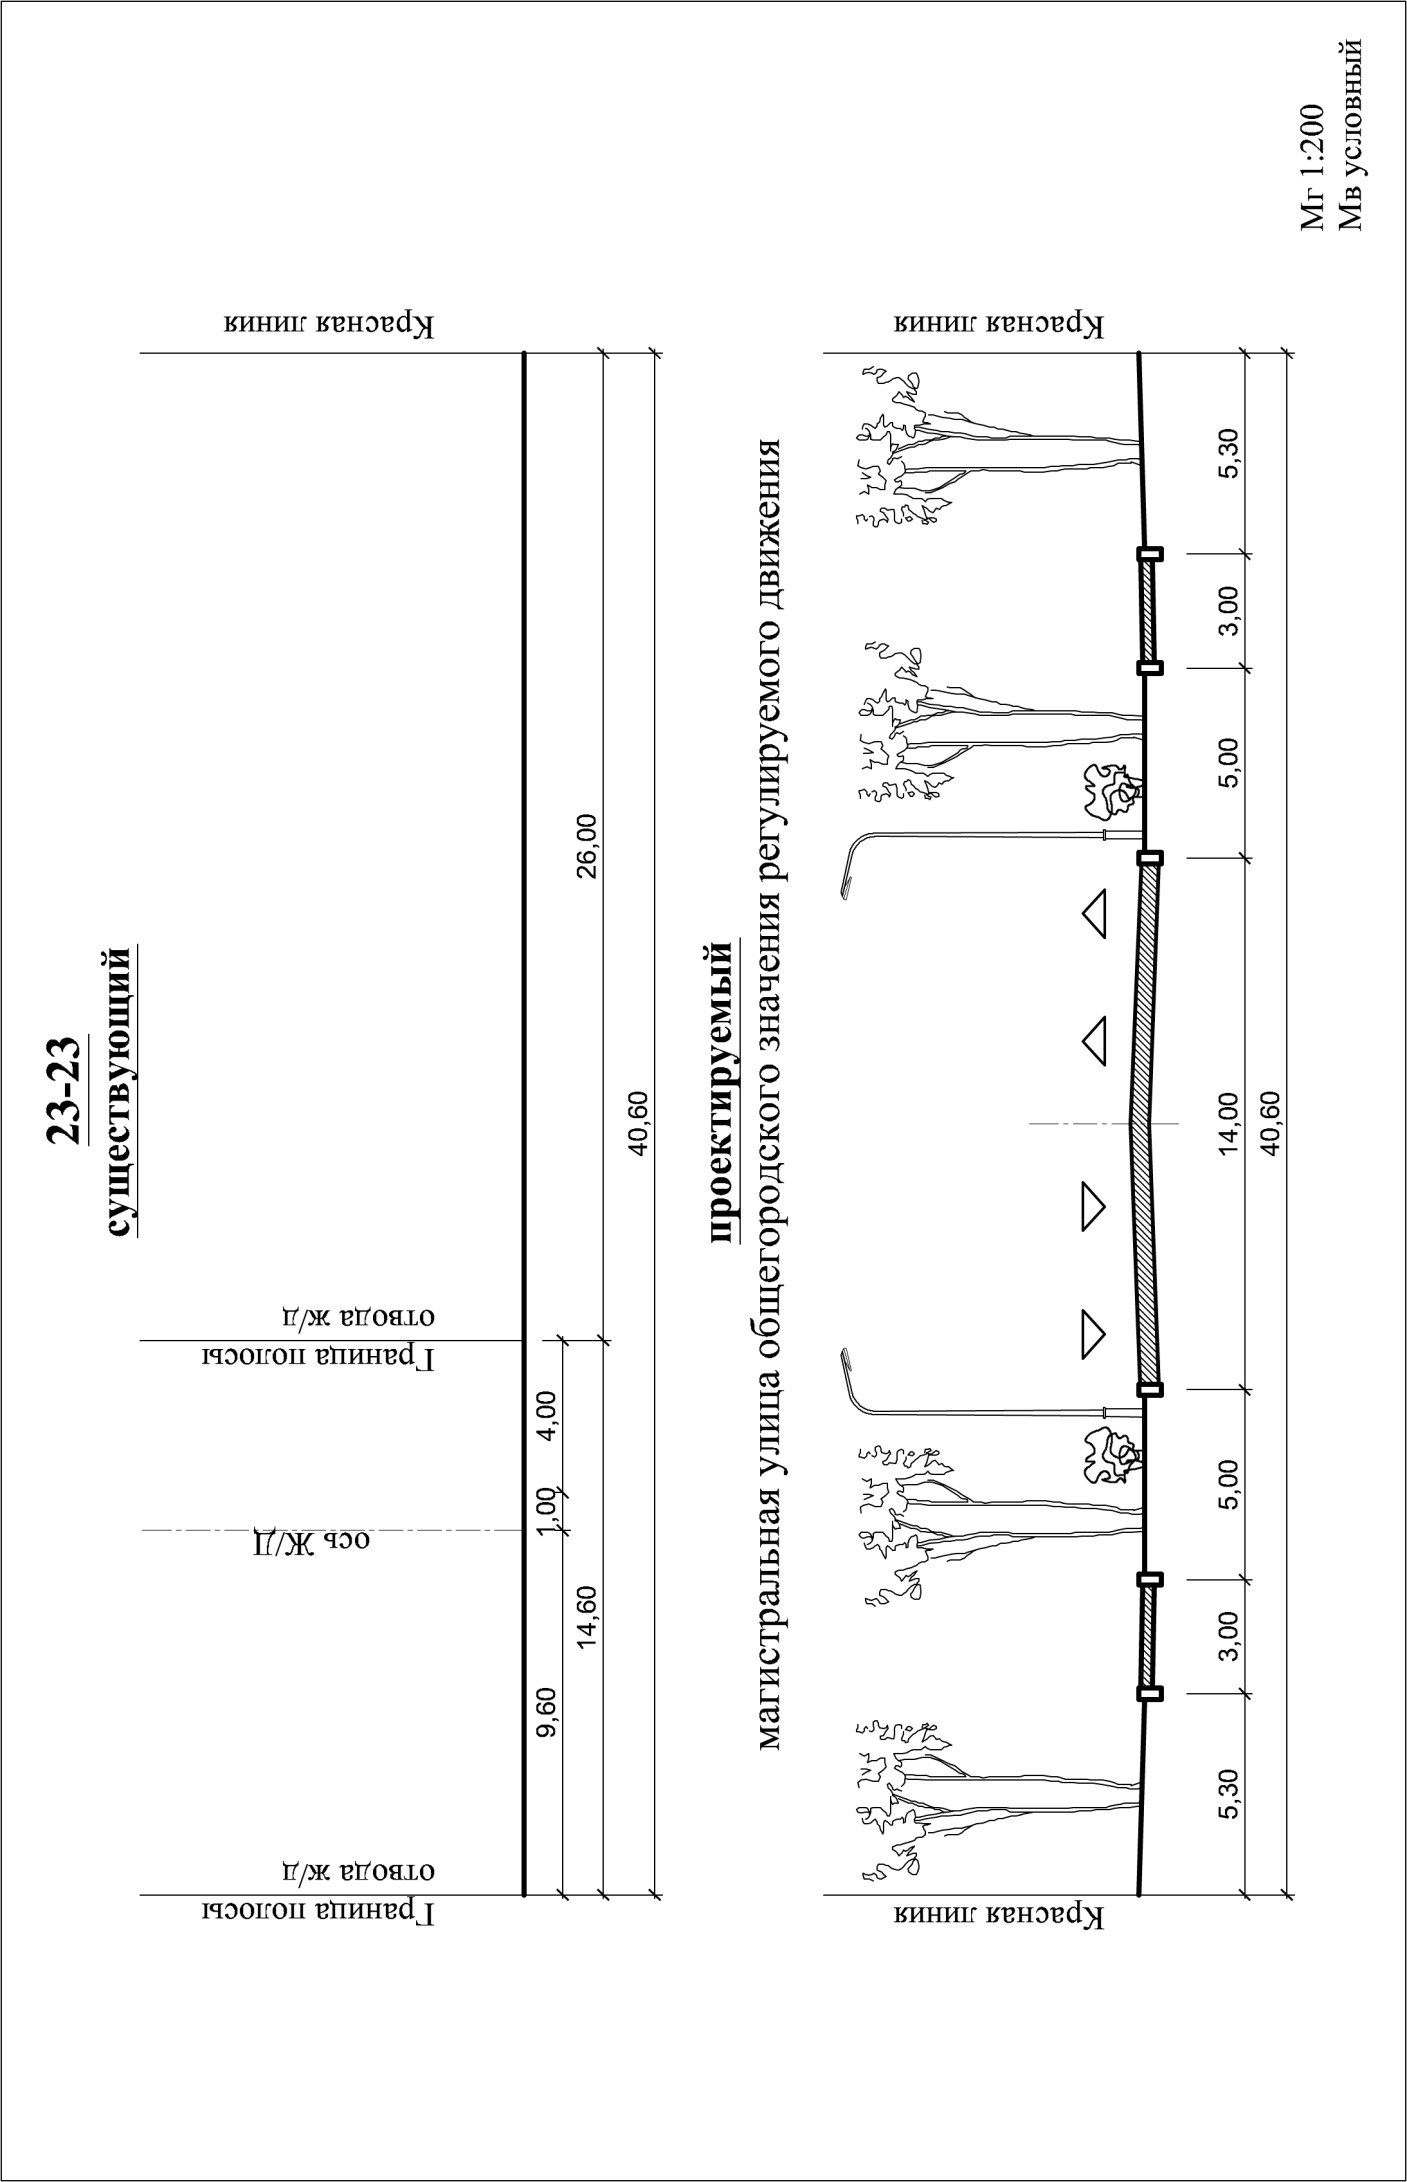 23-23
существующий
Граница полосы
отвода ж/д
ось Ж/Д
Граница полосы
отвода ж/д
Красная линия
9,60
1,00
4,00
14,60
26,00
40,60
проектируемый
магистральная улица общегородского значения регулируемого движения
Красная линия
Красная линия
5,30
3,00
5,00
14,00
5,00
3,00
5,30
40,60
Мг 1:200
Мв условный